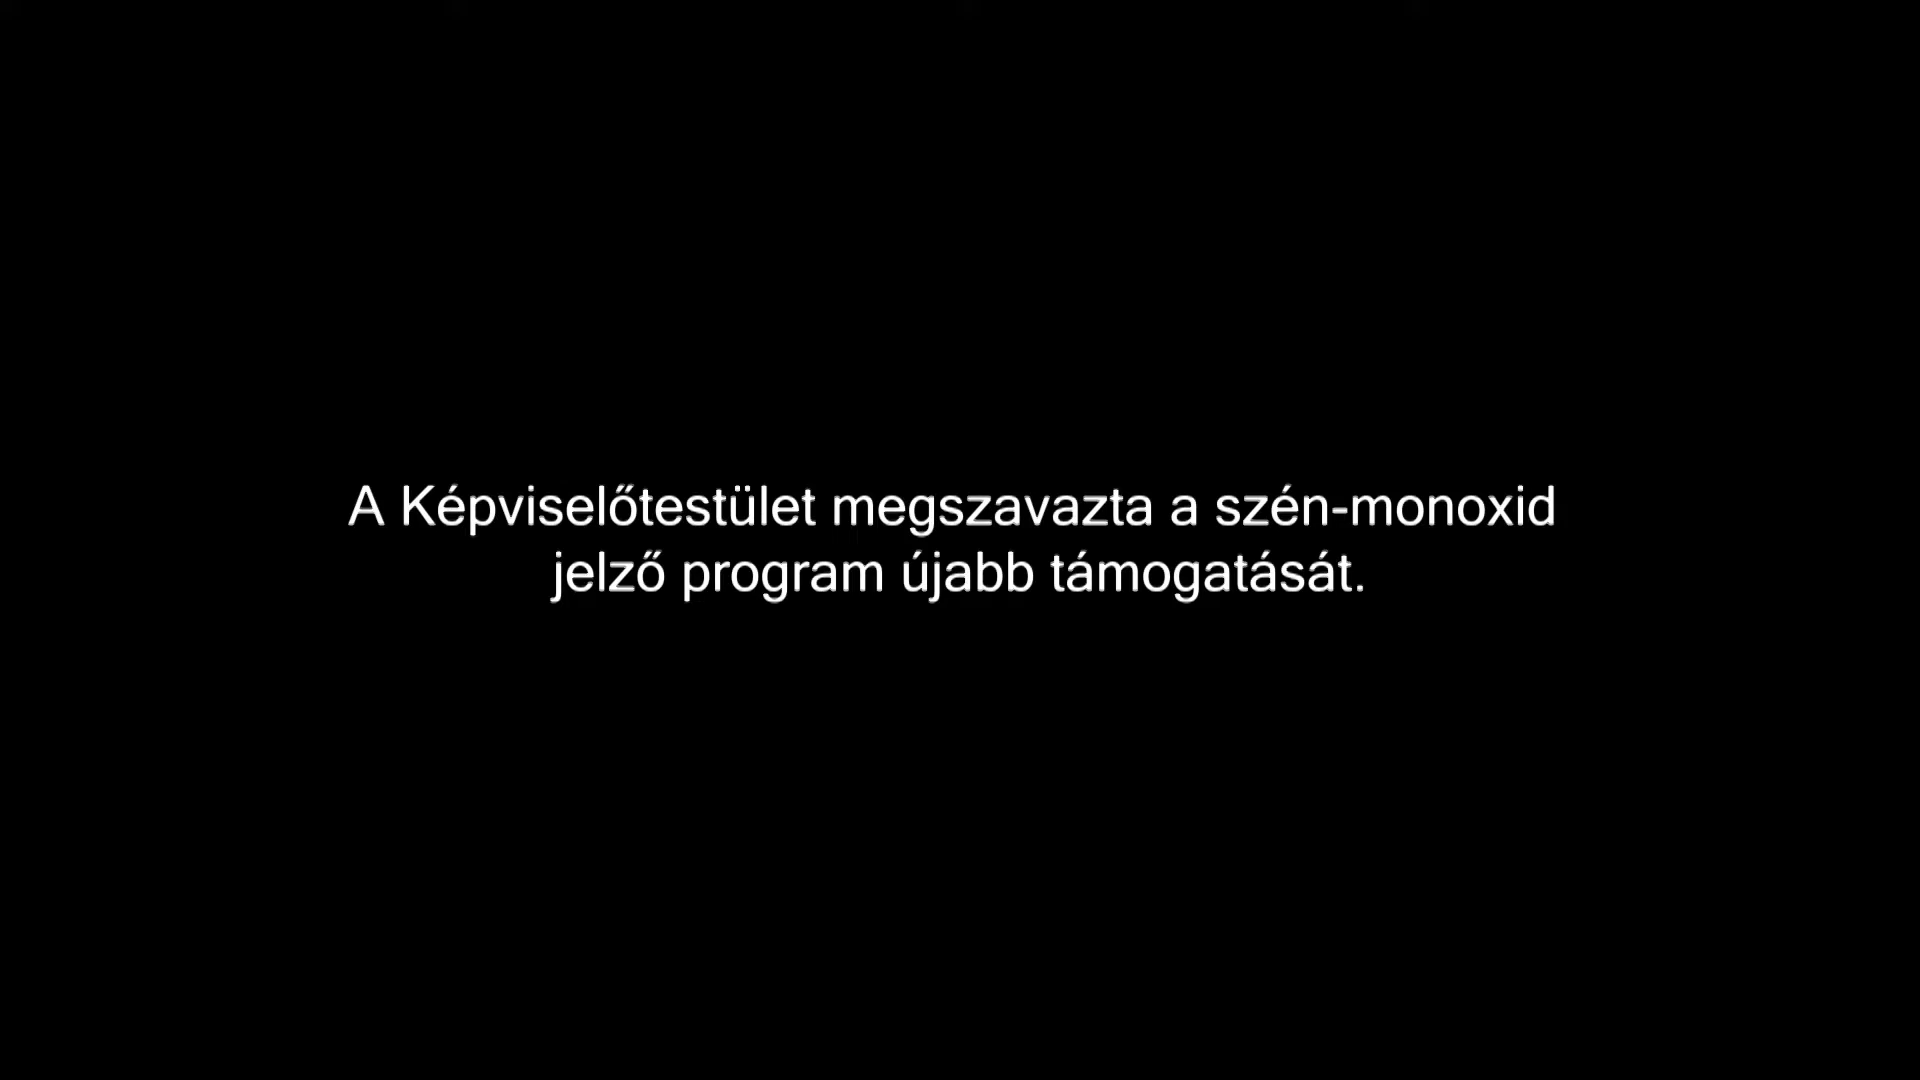 A Képviselőtestület megszavazta a szén-monoxid
jelző program újabb támogatását.